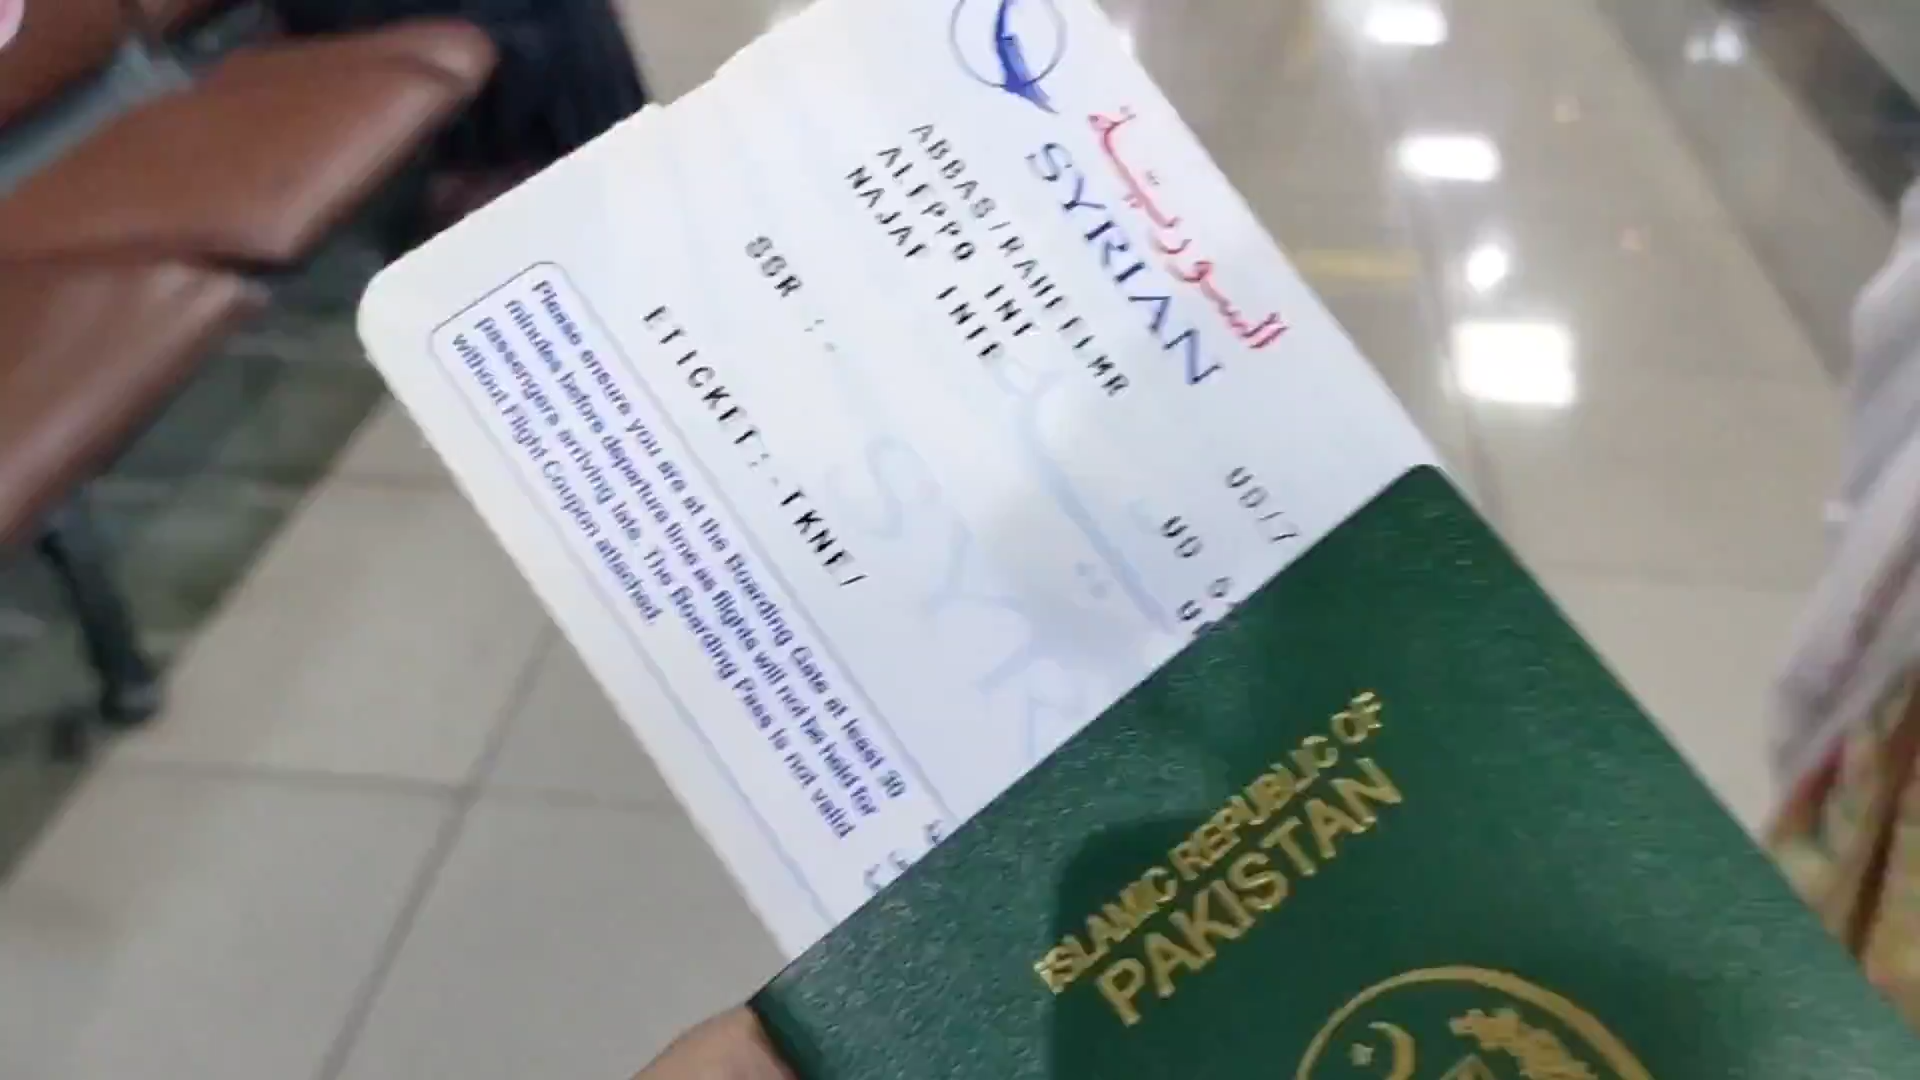 السورية
SYRIAN
ABBAS/RAHEELMR
ALEPPO INT
NAJAF INTE
SSR :-
ETICKET:-TKNE/
Please ensure you are at the Boarding Gate at least 30
minutes before departure time as flights will not be held for
passengers arriving late. The Boarding Pass is not valid
without Flight Coupon attached.
ISLAMIC REPUBLIC OF
PAKISTAN